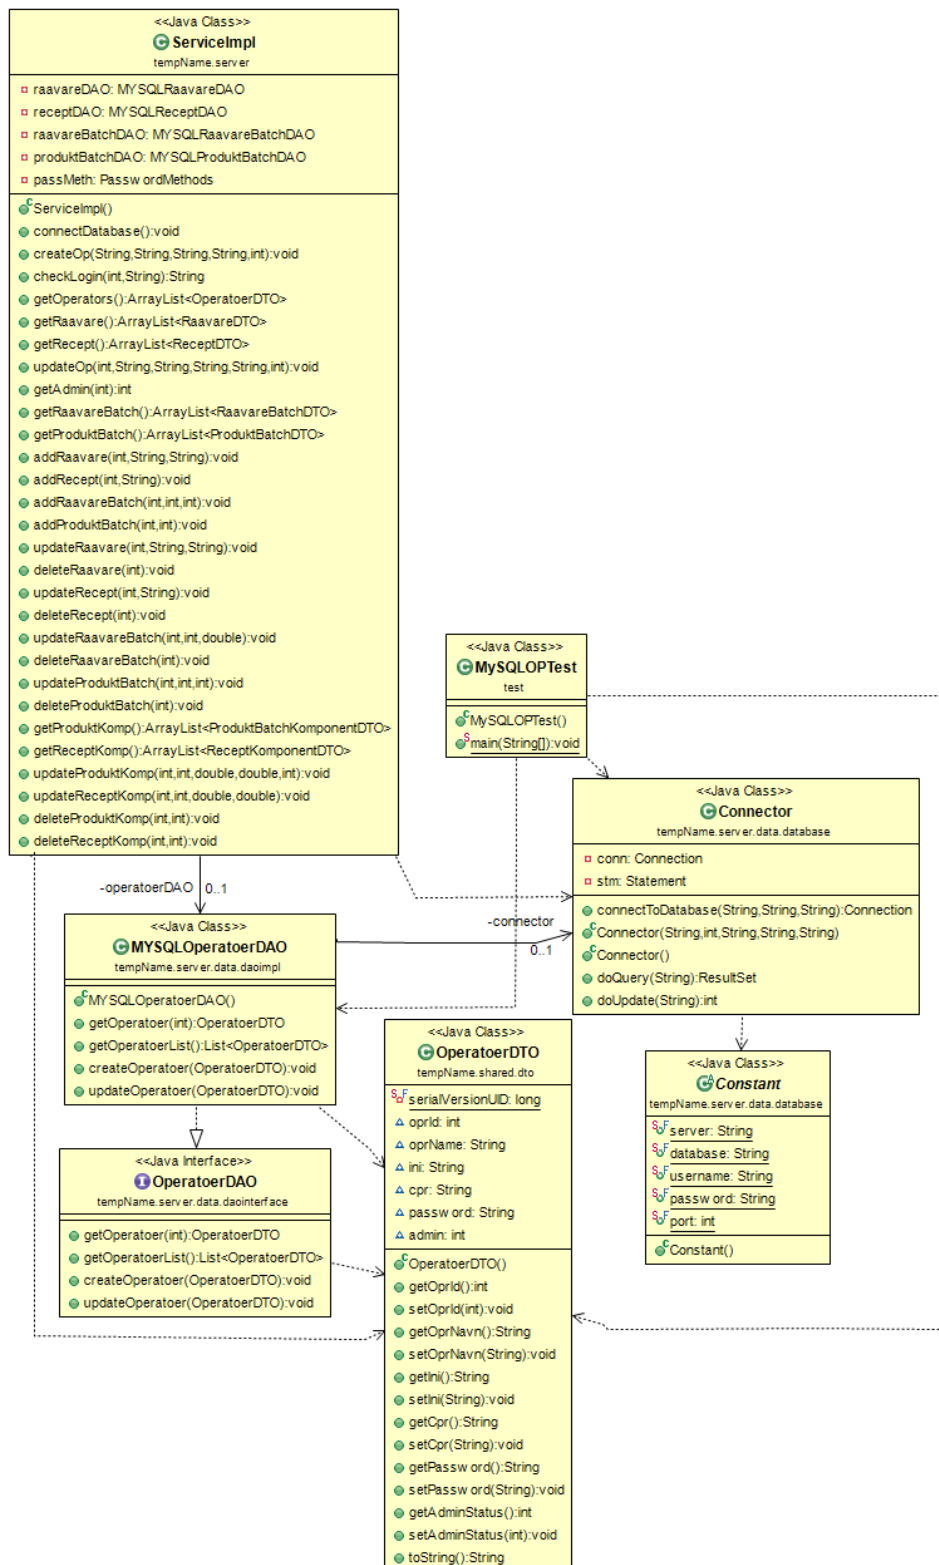 <<Java Class>>
ServiceImpl
tempName.server
raavareDAO: MYSQLRaavareDAO
receptDAO: MYSQLReceptDAO
raavareBatchDAO: MYSQLRaavareBatchDAO
produktBatchDAO: MYSQLProduktBatchDAO
passMeth: PasswordMethods
ServiceImpl()
connectDatabase():void
createOp(String,String,String,String,int):void
checkLogin(int,String):String
getOperators():ArrayList<OperatoerDTO>
getRaavare():ArrayList<RaavareDTO>
getRecept():ArrayList<ReceptDTO>
updateOp(int,String,String,String,String,int):void
getAdmin(int):int
getRaavareBatch():ArrayList<RaavareBatchDTO>
getProduktBatch():ArrayList<ProduktBatchDTO>
addRaavare(int,String,String):void
addRecept(int,String):void
addRaavareBatch(int,int,int):void
addProduktBatch(int,int):void
updateRaavare(int,String,String):void
deleteRaavare(int):void
updateRecept(int,String):void
deleteRecept(int):void
updateRaavareBatch(int,int,double):void
deleteRaavareBatch(int):void
updateProduktBatch(int,int,int):void
deleteProduktBatch(int):void
getProduktKomp():ArrayList<ProduktBatchKomponentDTO>
getReceptKomp():ArrayList<ReceptKomponentDTO>
updateProduktKomp(int,int,double,double,int):void
updateReceptKomp(int,int,double,double):void
deleteProduktKomp(int,int):void
deleteReceptKomp(int,int):void
<<Java Class>>
MySQLOPTest
test
MySQLOPTest()
main(String[]):void
<<Java Class>>
Connector
tempName.server.data.database
conn: Connection
stm: Statement
connectToDatabase(String,String,String):Connection
Connector(String,int,String,String,String)
Connector()
doQuery(String):ResultSet
doUpdate(String):int
-operatoerDAO 0..1
-connector
0..1
<<Java Class>>
MYSQLOperatoerDAO
tempName.server.data.daoimpl
MYSQLOperatoerDAO()
getOperatoer(int):OperatoerDTO
getOperatoerList():List<OperatoerDTO>
createOperatoer(OperatoerDTO):void
updateOperatoer(OperatoerDTO):void
<<Java Interface>>
OperatoerDAO
tempName.server.data.daointerface
getOperatoer(int):OperatoerDTO
getOperatoerList():List<OperatoerDTO>
createOperatoer(OperatoerDTO):void
updateOperatoer(OperatoerDTO):void
<<Java Class>>
OperatoerDTO
tempName.shared.dto
serialVersionUID: long
oprId: int
oprName: String
ini: String
cpr: String
password: String
admin: int
OperatoerDTO()
getOprId():int
setOprId(int):void
getOprNavn():String
setOprNavn(String):void
getIni():String
setIni(String):void
getCpr():String
setCpr(String):void
getPassword():String
setPassword(String):void
getAdminStatus():int
setAdminStatus(int):void
toString():String
<<Java Class>>
Constant
tempName.server.data.database
server: String
database: String
username: String
password: String
port: int
Constant()